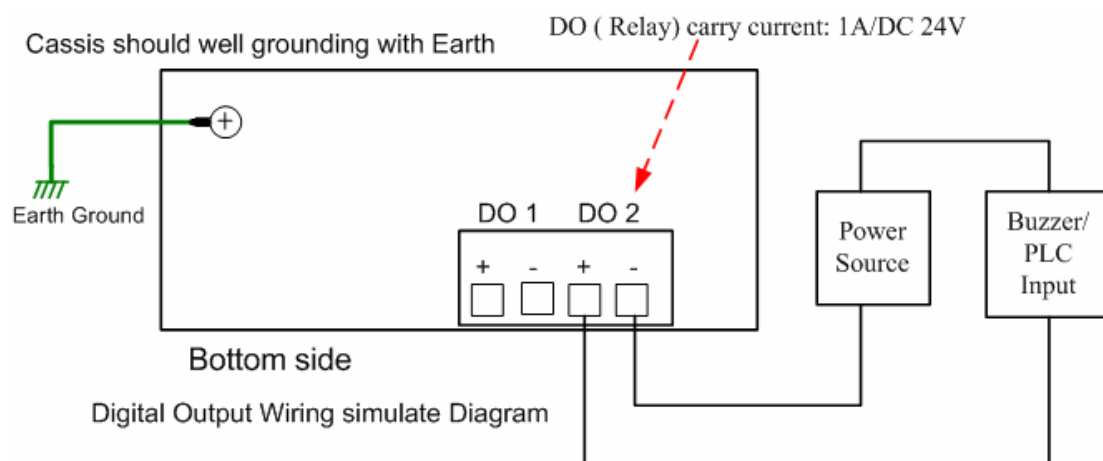 DO ( Relay) carry current: 1A/DC 24V
Cassis should well grounding with Earth
Earth Ground
DO 1 DO 2
+ - + -
Power
Source
Buzzer/
PLC
Input
Bottom side
Digital Output Wiring simulate Diagram